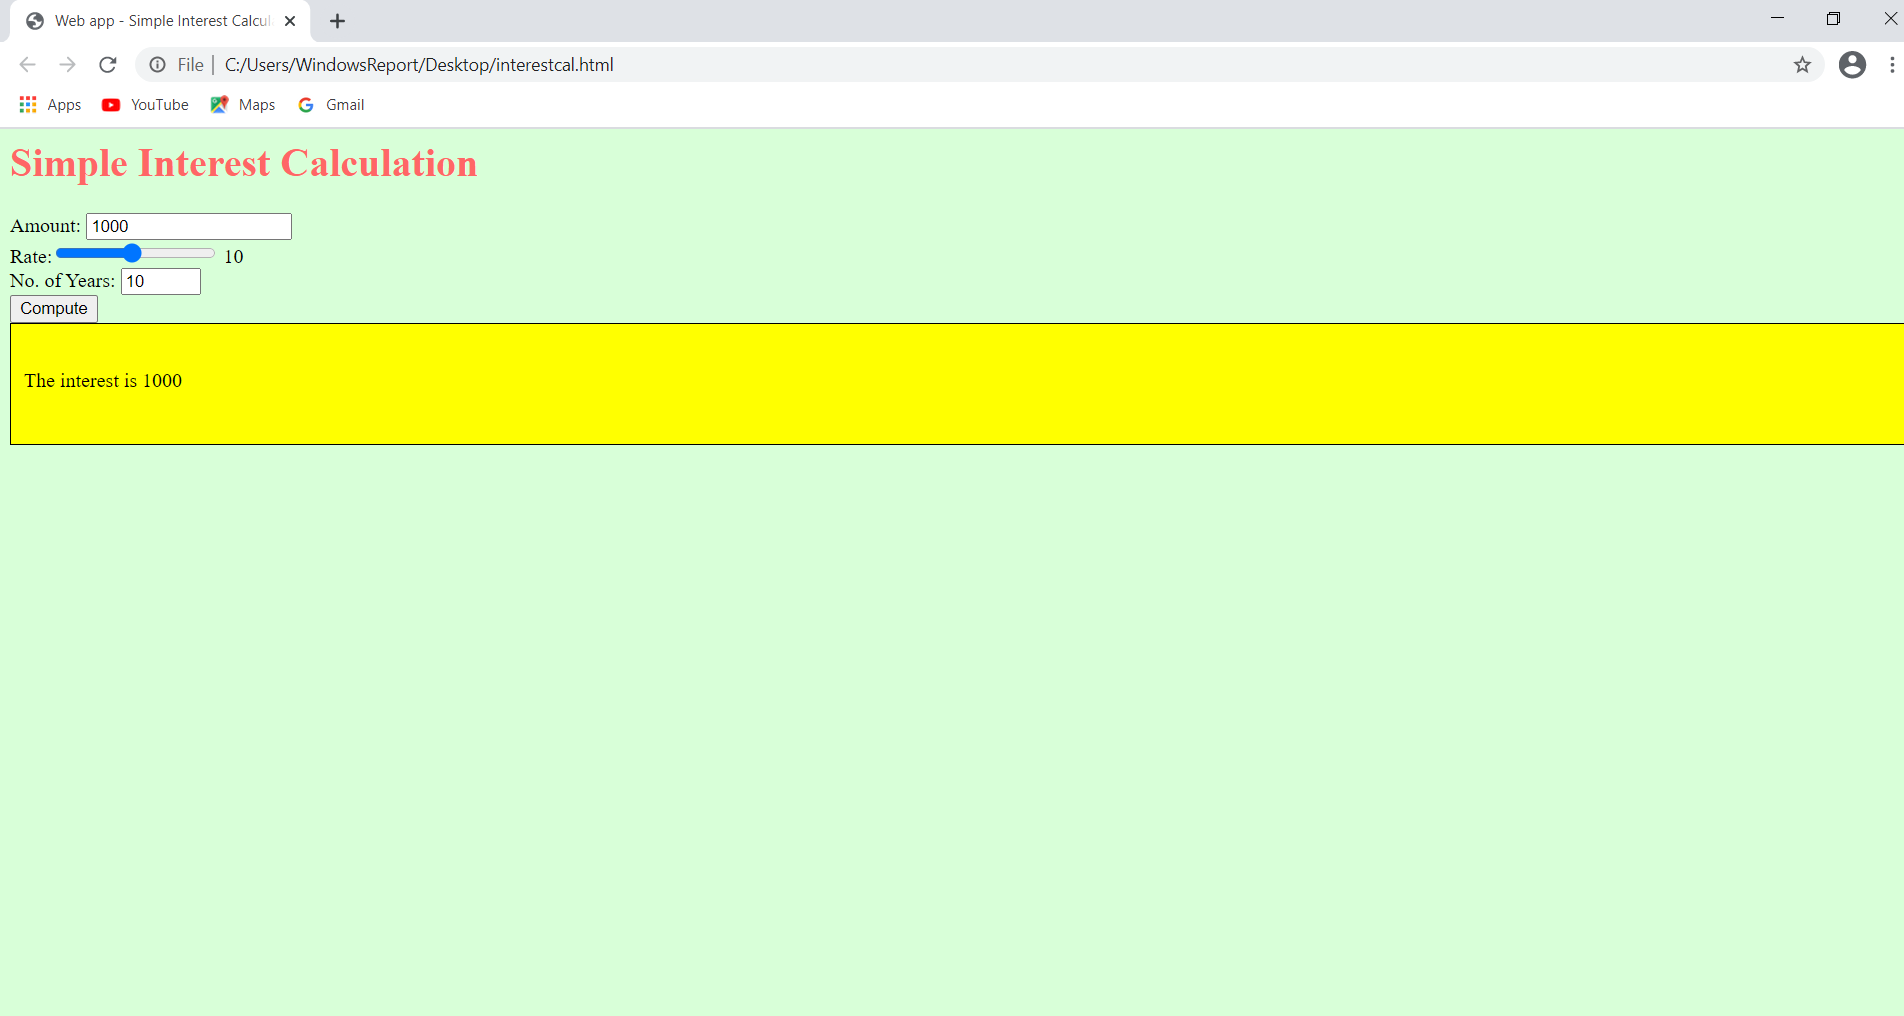 Web app - Simple Interest Calcul
File | C:/Users/WindowsReport/Desktop/interestcal.html
Apps YouTube Maps Gmail
Simple Interest Calculation
Amount: 1000
Rate: 10
No. of Years: 10
Compute
The interest is 1000